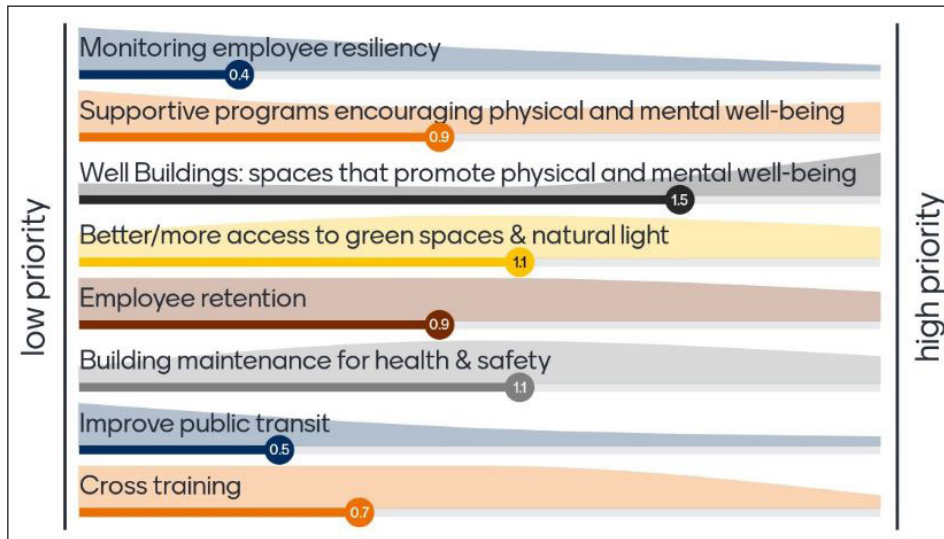 low priority
Monitoring employee resiliency
0.4
Supportive programs encouraging physical and mental well-being
0.9
Well Buildings: spaces that promote physical and mental well-being
1.5
Better/more access to green spaces & natural light
1.1
Employee retention
0.9
Building maintenance for health & safety
1.1
Improve public transit
0.5
Cross training
0.7
high priority